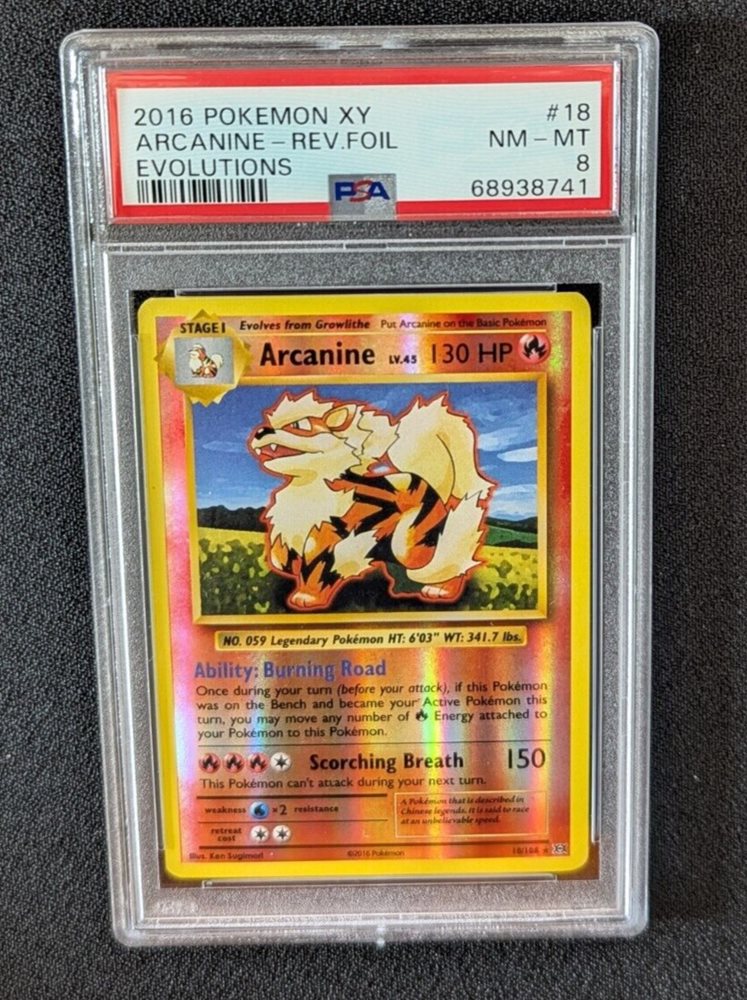 2016 POKEMON XY #18
ARCANINE - REV.FOIL NM - MT
EVOLUTIONS 8
PSA 68938741
STAGE 1 Evolves from Growlithe Put Arcanine on the Basic Pokémon
Arcanine LV.45 130 HP
NO. 059 Legendary Pokémon HT: 6'03" WT: 341.7 lbs.
Ability: Burning Road
Once during your turn (before your attack), if this Pokémon
was on the Bench and became your Active Pokémon this
turn, you may move any number of Energy attached to
your Pokémon to this Pokémon.
Scorching Breath 150
This Pokémon can't attack during your next turn.
weakness ×2 resistance
A Pokémon that is described in
Chinese legends. It is said to race
at an unbelievable speed.
retreat
cost
Illus. Ken Sugimori ©2016 Pokémon 18/108 ★